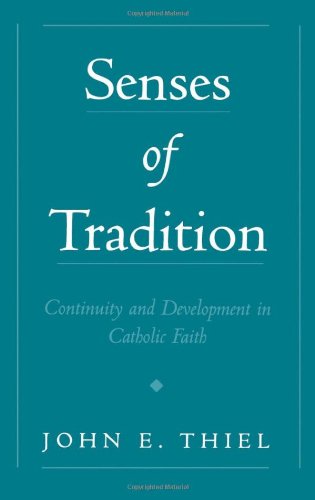 Senses
of
Tradition
Continuity and Development in
Catholic Faith
JOHN E. THIEL